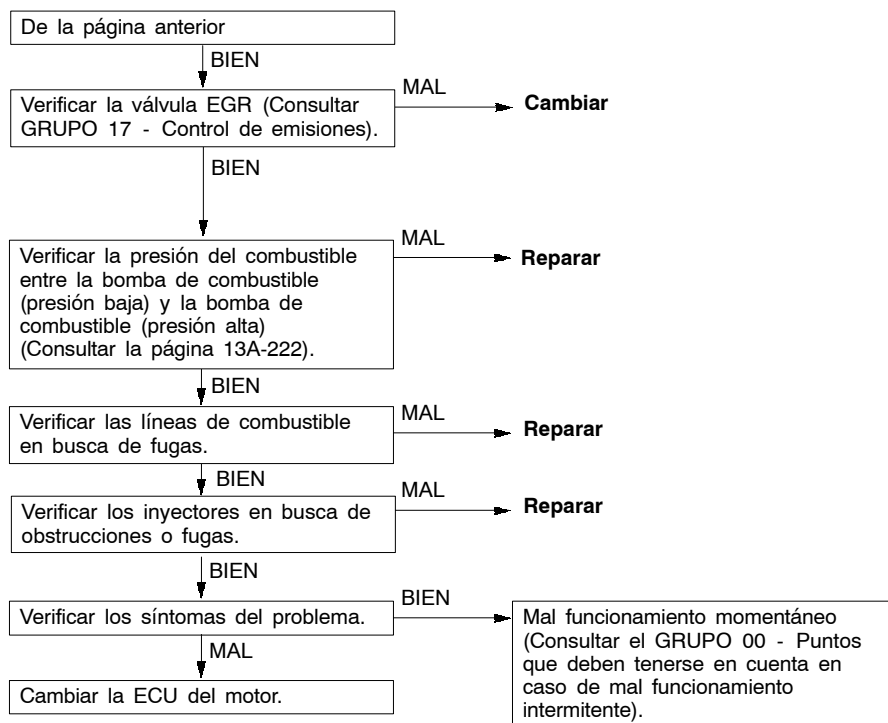 De la página anterior
BIEN
Verificar la válvula EGR (Consultar
GRUPO 17 - Control de emisiones).
MAL
Cambiar
BIEN
Verificar la presión del combustible
entre la bomba de combustible
(presión baja) y la bomba de
combustible (presión alta)
(Consultar la página 13A-222).
MAL
Reparar
BIEN
Verificar las líneas de combustible
en busca de fugas.
MAL
Reparar
BIEN
Verificar los inyectores en busca de
obstrucciones o fugas.
MAL
Reparar
BIEN
Verificar los síntomas del problema.
BIEN
Mal funcionamiento momentáneo
(Consultar el GRUPO 00 - Puntos
que deben tenerse en cuenta en
caso de mal funcionamiento
intermitente).
MAL
Cambiar la ECU del motor.